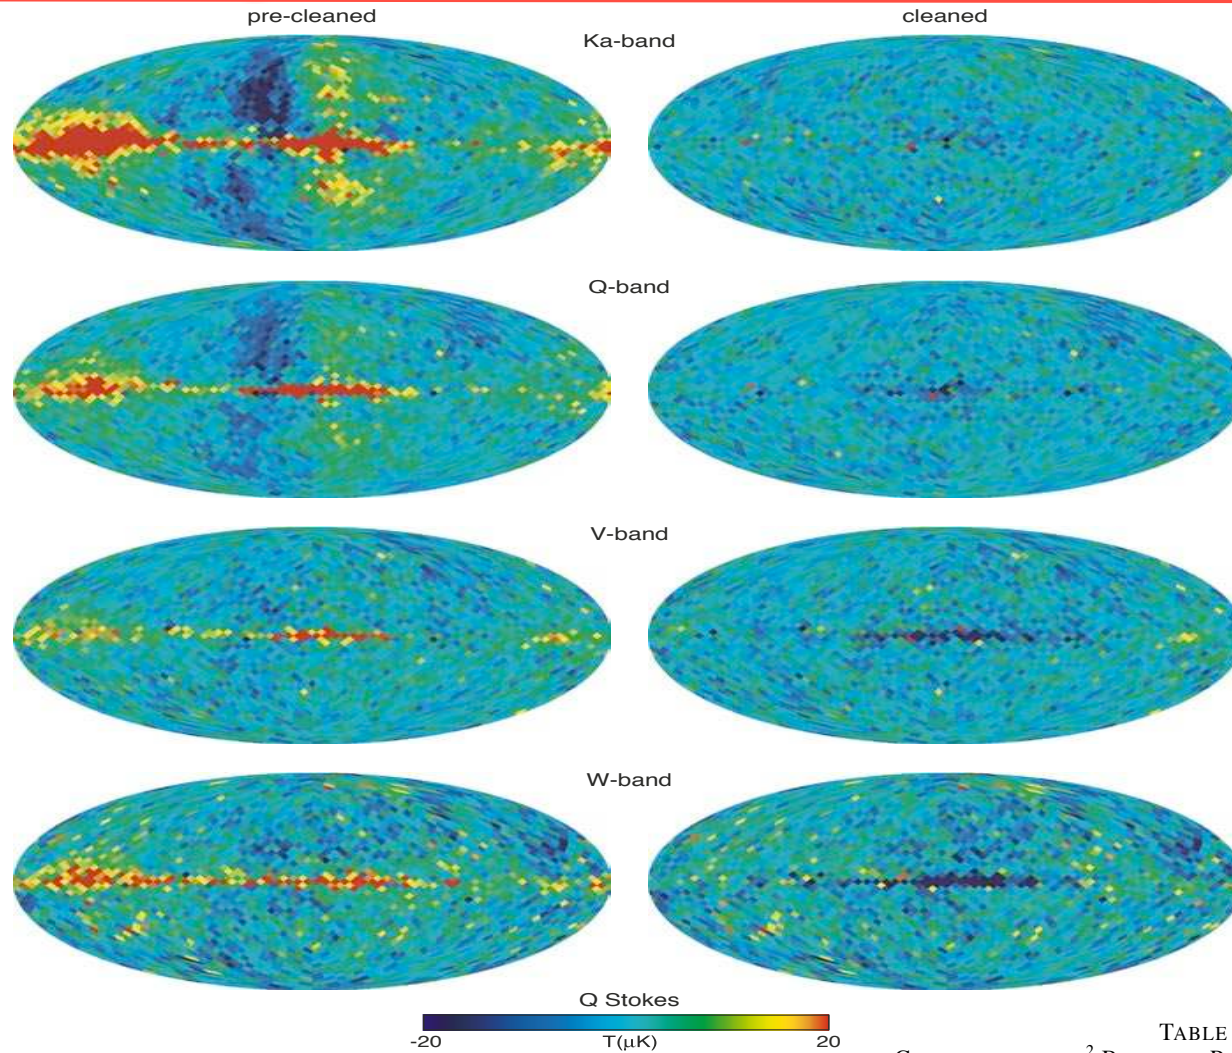 pre-cleaned
cleaned
Ka-band
Q-band
V-band
W-band
Q Stokes
-20
T(μK)
20
TABLE